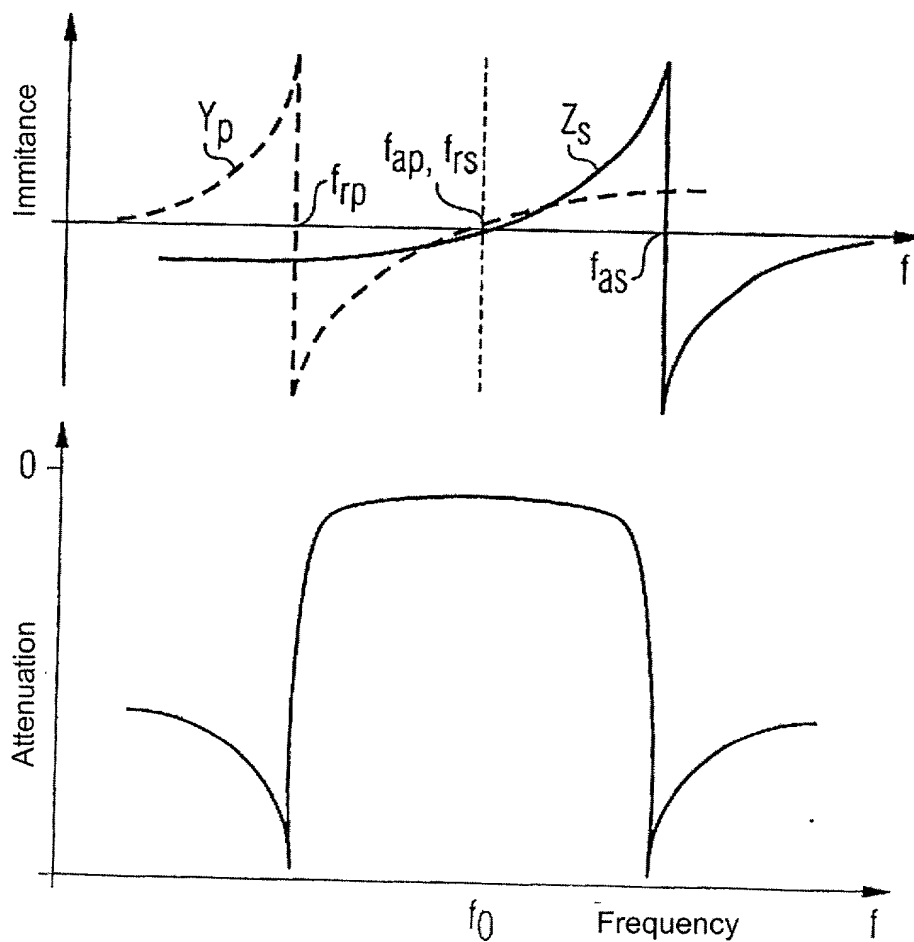 Immitance
Yp
frp
fap, frs
Zs
fas
f
0
Attenuation
f0
Frequency
f